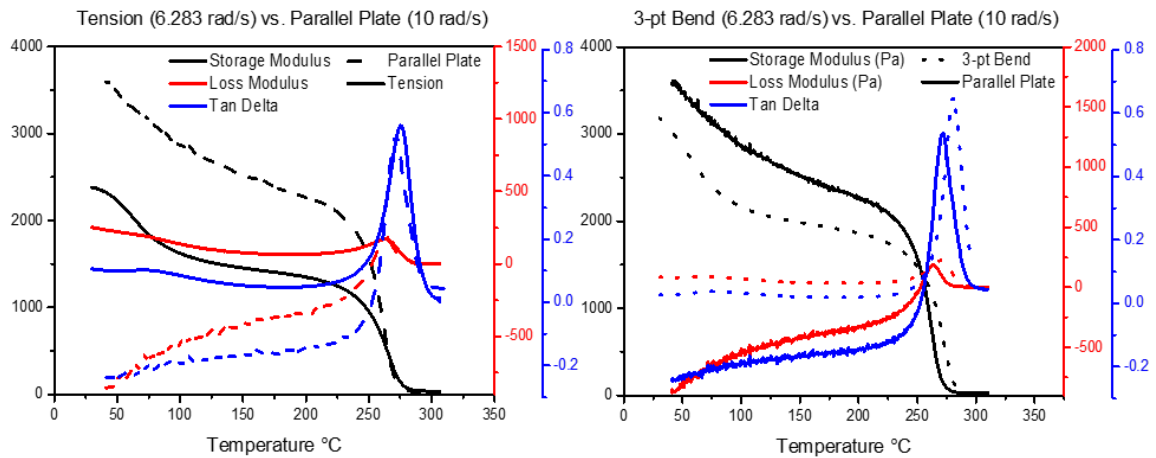 Tension (6.283 rad/s) vs. Parallel Plate (10 rad/s)
4000
3000
2000
1000
0
Storage Modulus
Parallel Plate
Loss Modulus
Tension
Tan Delta
1500
1000
500
0
-500
0.8
0.6
0.4
0.2
0.0
-0.2
0 50 100 150 200 250 300
Temperature °C
3-pt Bend (6.283 rad/s) vs. Parallel Plate (10 rad/s)
4000
3000
2000
1000
0
Storage Modulus (Pa)
3-pt Bend
Loss Modulus (Pa)
Parallel Plate
Tan Delta
2000
1500
1000
500
0
-500
0.8
0.6
0.4
0.2
0.0
-0.2
0 50 100 150 200 250 300 350
Temperature °C